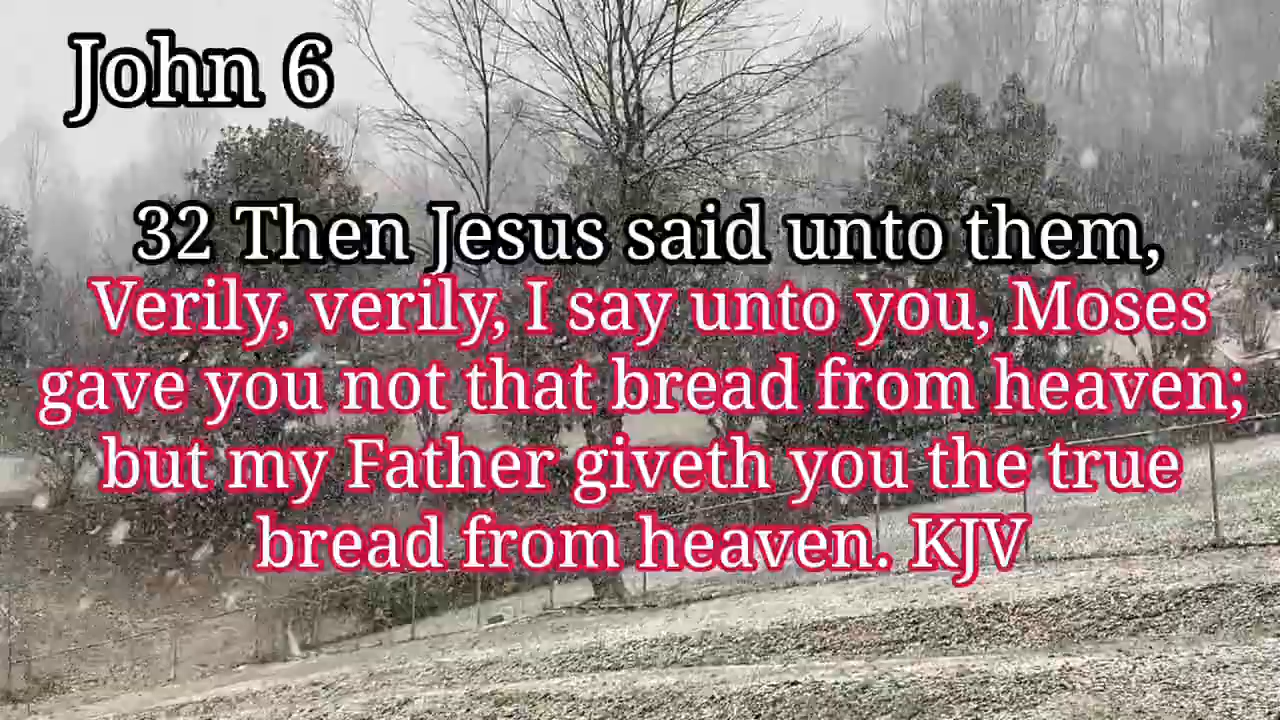 John 6
32 Then Jesus said unto them,
Verily, verily, I say unto you, Moses
gave you not that bread from heaven;
but my Father giveth you the true
bread from heaven. KJV